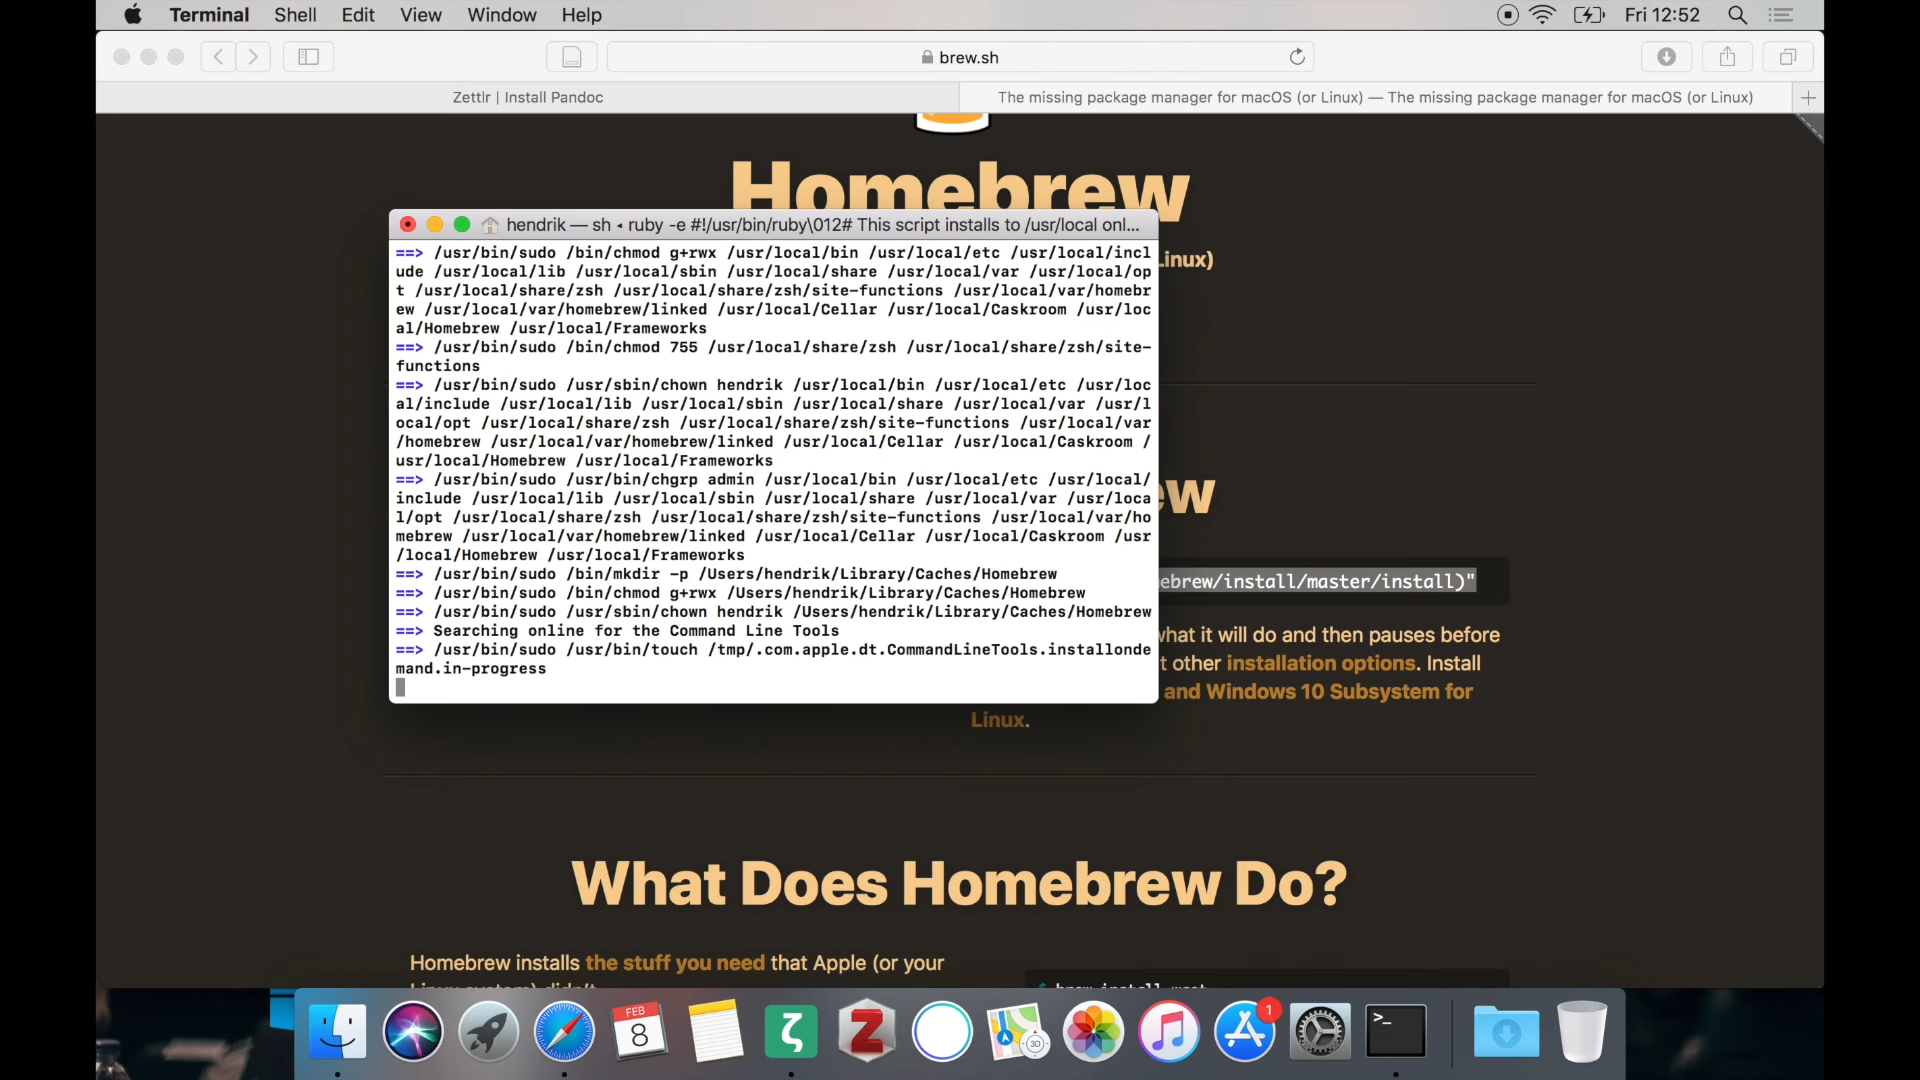 Terminal Shell Edit View Window Help Fri 12:52
brew.sh
Zettlr | Install Pandoc
The missing package manager for macOS (or Linux) — The missing package manager for macOS (or Linux)
Homebrew
Linux)
hendrik — sh ◂ ruby -e #!/usr/bin/ruby\012# This script installs to /usr/local onl...
==> /usr/bin/sudo /bin/chmod g+rwx /usr/local/bin /usr/local/etc /usr/local/incl
ude /usr/local/lib /usr/local/sbin /usr/local/share /usr/local/var /usr/local/op
t /usr/local/share/zsh /usr/local/share/zsh/site-functions /usr/local/var/homebr
ew /usr/local/var/homebrew/linked /usr/local/Cellar /usr/local/Caskroom /usr/loc
al/Homebrew /usr/local/Frameworks
==> /usr/bin/sudo /bin/chmod 755 /usr/local/share/zsh /usr/local/share/zsh/site-
functions
==> /usr/bin/sudo /usr/sbin/chown hendrik /usr/local/bin /usr/local/etc /usr/loc
al/include /usr/local/lib /usr/local/sbin /usr/local/share /usr/local/var /usr/l
ocal/opt /usr/local/share/zsh /usr/local/share/zsh/site-functions /usr/local/var
/homebrew /usr/local/var/homebrew/linked /usr/local/Cellar /usr/local/Caskroom /
usr/local/Homebrew /usr/local/Frameworks
==> /usr/bin/sudo /usr/bin/chgrp admin /usr/local/bin /usr/local/etc /usr/local/
include /usr/local/lib /usr/local/sbin /usr/local/share /usr/local/var /usr/loca
l/opt /usr/local/share/zsh /usr/local/share/zsh/site-functions /usr/local/var/ho
mebrew /usr/local/var/homebrew/linked /usr/local/Cellar /usr/local/Caskroom /usr
/local/Homebrew /usr/local/Frameworks
==> /usr/bin/sudo /bin/mkdir -p /Users/hendrik/Library/Caches/Homebrew
==> /usr/bin/sudo /bin/chmod g+rwx /Users/hendrik/Library/Caches/Homebrew
==> /usr/bin/sudo /usr/sbin/chown hendrik /Users/hendrik/Library/Caches/Homebrew
==> Searching online for the Command Line Tools
==> /usr/bin/sudo /usr/bin/touch /tmp/.com.apple.dt.CommandLineTools.installonde
mand.in-progress
ew
ebrew/install/master/install)"
what it will do and then pauses before
t other installation options. Install
and Windows 10 Subsystem for
Linux.
What Does Homebrew Do?
Homebrew installs the stuff you need that Apple (or your
Linux system) didn't.
$ brew install wget
FEB
8
ζ
Z
3D
1
>_